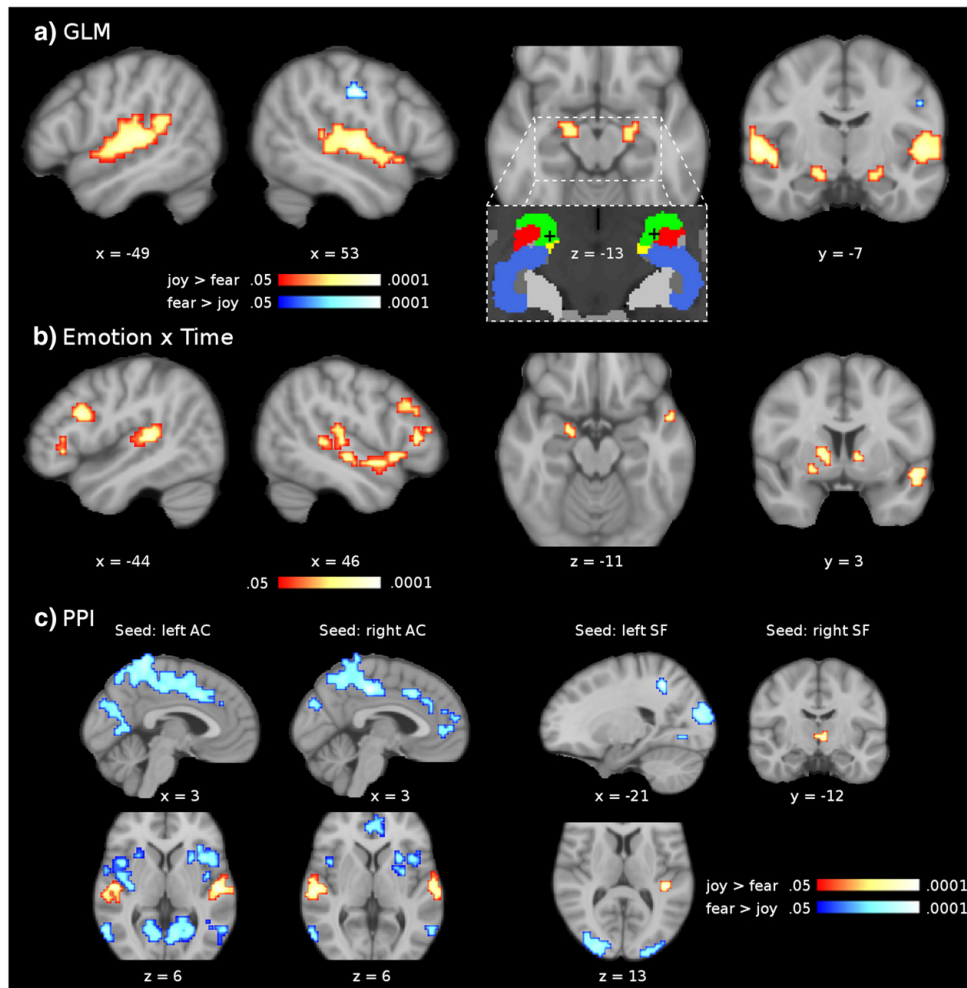 a) GLM
x = -49
x = 53
z = -13
y = -7
joy > fear .05 .0001
fear > joy .05 .0001
b) Emotion x Time
x = -44
x = 46
z = -11
y = 3
.05 .0001
c) PPI
Seed: left AC
Seed: right AC
Seed: left SF
Seed: right SF
x = 3
x = 3
x = -21
y = -12
joy > fear .05 .0001
fear > joy .05 .0001
z = 6
z = 6
z = 13